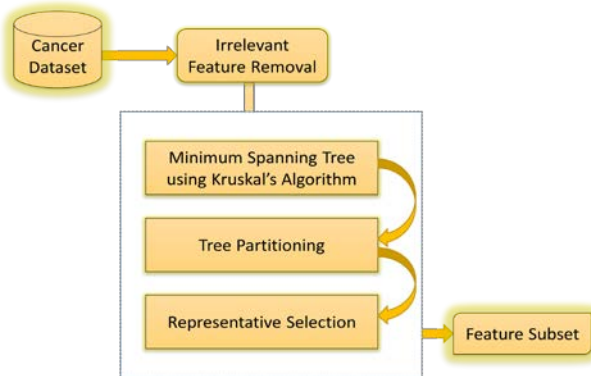 Cancer
Dataset
Irrelevant
Feature Removal
Minimum Spanning Tree
using Kruskal's Algorithm
Tree Partitioning
Representative Selection
Feature Subset